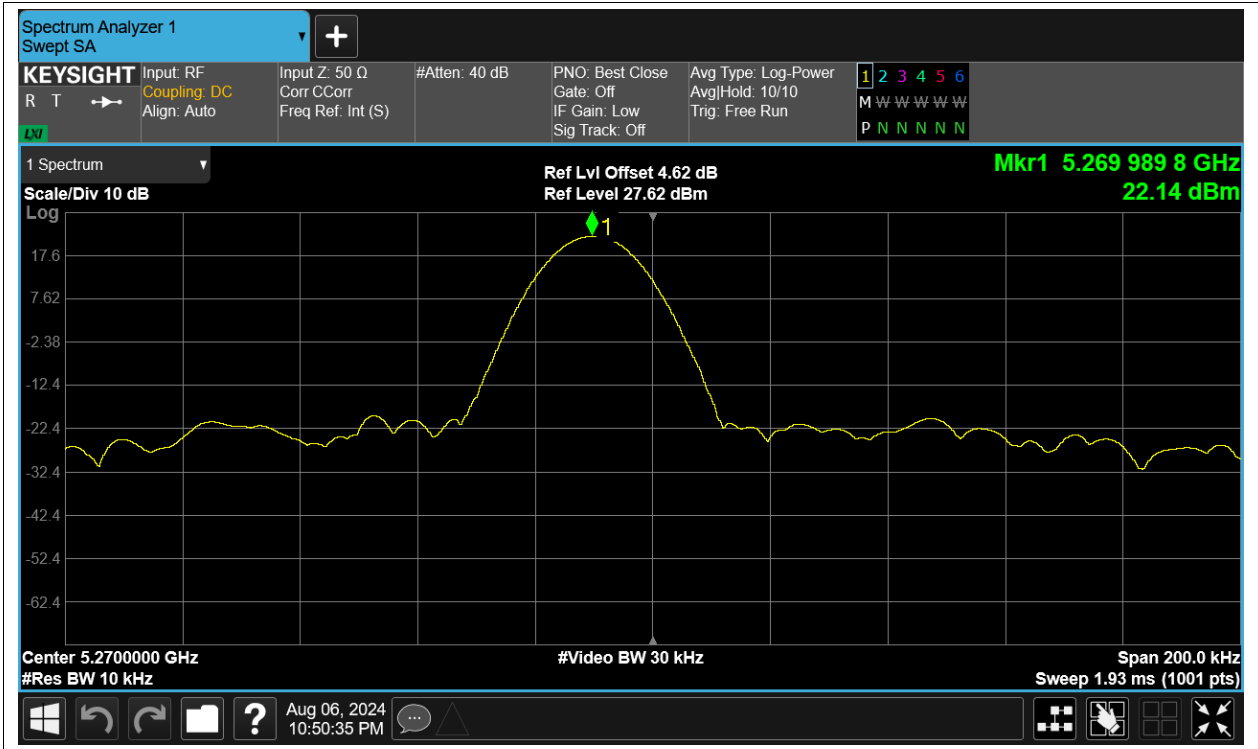 Spectrum Analyzer 1
Swept SA
KEYSIGHT
R T
LXI
Input: RF
Coupling: DC
Align: Auto
Input Z: 50 Ω
Corr CCorr
Freq Ref: Int (S)
#Atten: 40 dB
PNO: Best Close
Gate: Off
IF Gain: Low
Sig Track: Off
Avg Type: Log-Power
Avg|Hold: 10/10
Trig: Free Run
1 2 3 4 5 6
M W W W W W
P N N N N N
1 Spectrum
Scale/Div 10 dB
Log
Ref Lvl Offset 4.62 dB
Ref Level 27.62 dBm
Mkr1 5.269 989 8 GHz
22.14 dBm
1
17.6
7.62
-2.38
-12.4
-22.4
-32.4
-42.4
-52.4
-62.4
Center 5.2700000 GHz
#Res BW 10 kHz
#Video BW 30 kHz
Span 200.0 kHz
Sweep 1.93 ms (1001 pts)
?
Aug 06, 2024
10:50:35 PM